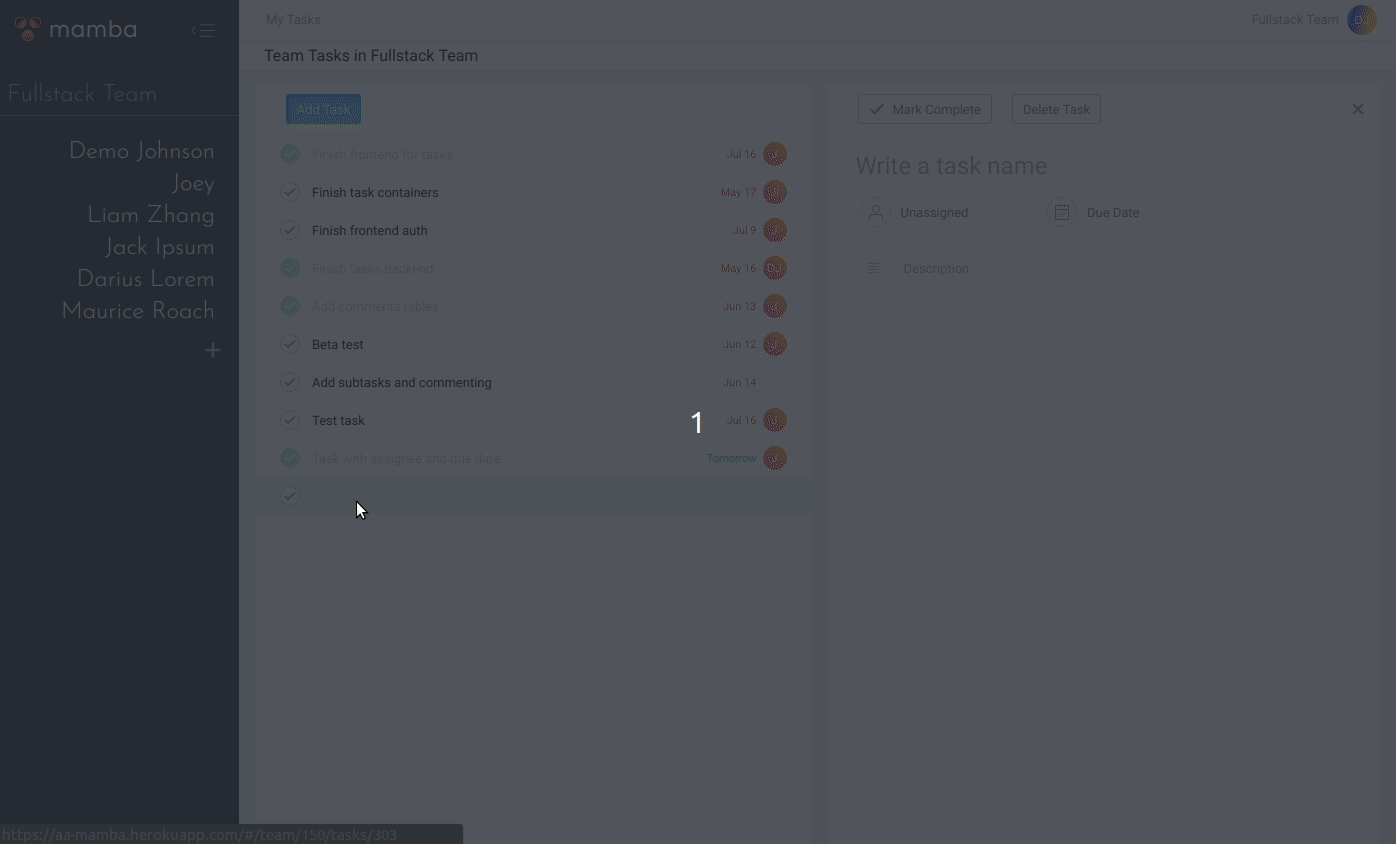 mamba
My Tasks
Fullstack Team
Team Tasks in Fullstack Team
Fullstack Team
Demo Johnson
Joey
Liam Zhang
Jack Ipsum
Darius Lorem
Maurice Roach
+
Add Task
Finish frontend for tasks Jul 16
Finish task containers May 17
Finish frontend auth Jul 9
Finish tasks backend May 16 DJ
Add comments tables Jun 13
Beta test Jun 12
Add subtasks and commenting Jun 14
Test task Jul 16
Task with assignee and due date Tomorrow
1
Mark Complete
Delete Task
Write a task name
Unassigned
Due Date
Description
https://aa-mamba.herokuapp.com/#/team/150/tasks/303